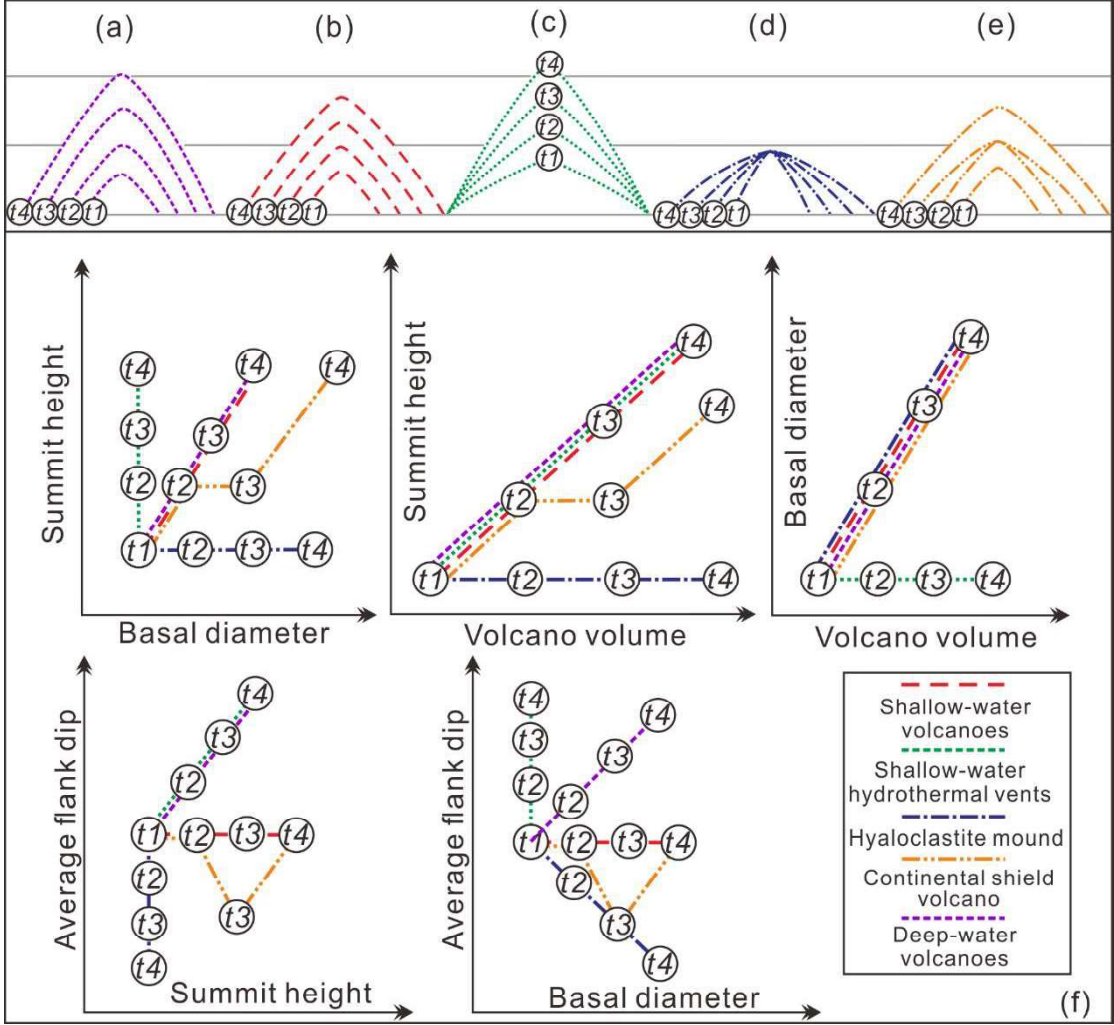 (a) (b) (c) (d) (e)
t4
t3
t2
t1
t4 t3 t2 t1
t4 t3 t2 t1
t4 t3 t2 t1
t4 t3 t2 t1
Summit height
t4 t4 t4
t3 t3
t2 t2 t3
t1 t2 t3 t4
Basal diameter
Summit height
t4
t3 t4
t2 t3
t1 t2 t3 t4
Volcano volume
Basal diameter
t4
t3
t2
t1 t2 t3 t4
Volcano volume
Average flank dip
t4
t3
t2
t1 t2 t3 t4
t2
t3 t3
t4
Summit height
Average flank dip
t4 t4
t3 t3
t2 t2
t1 t2 t3 t4
t2
t3
t4
Basal diameter
Shallow-water
volcanoes
Shallow-water
hydrothermal vents
Hyaloclastite mound
Continental shield
volcano
Deep-water
volcanoes
(f)